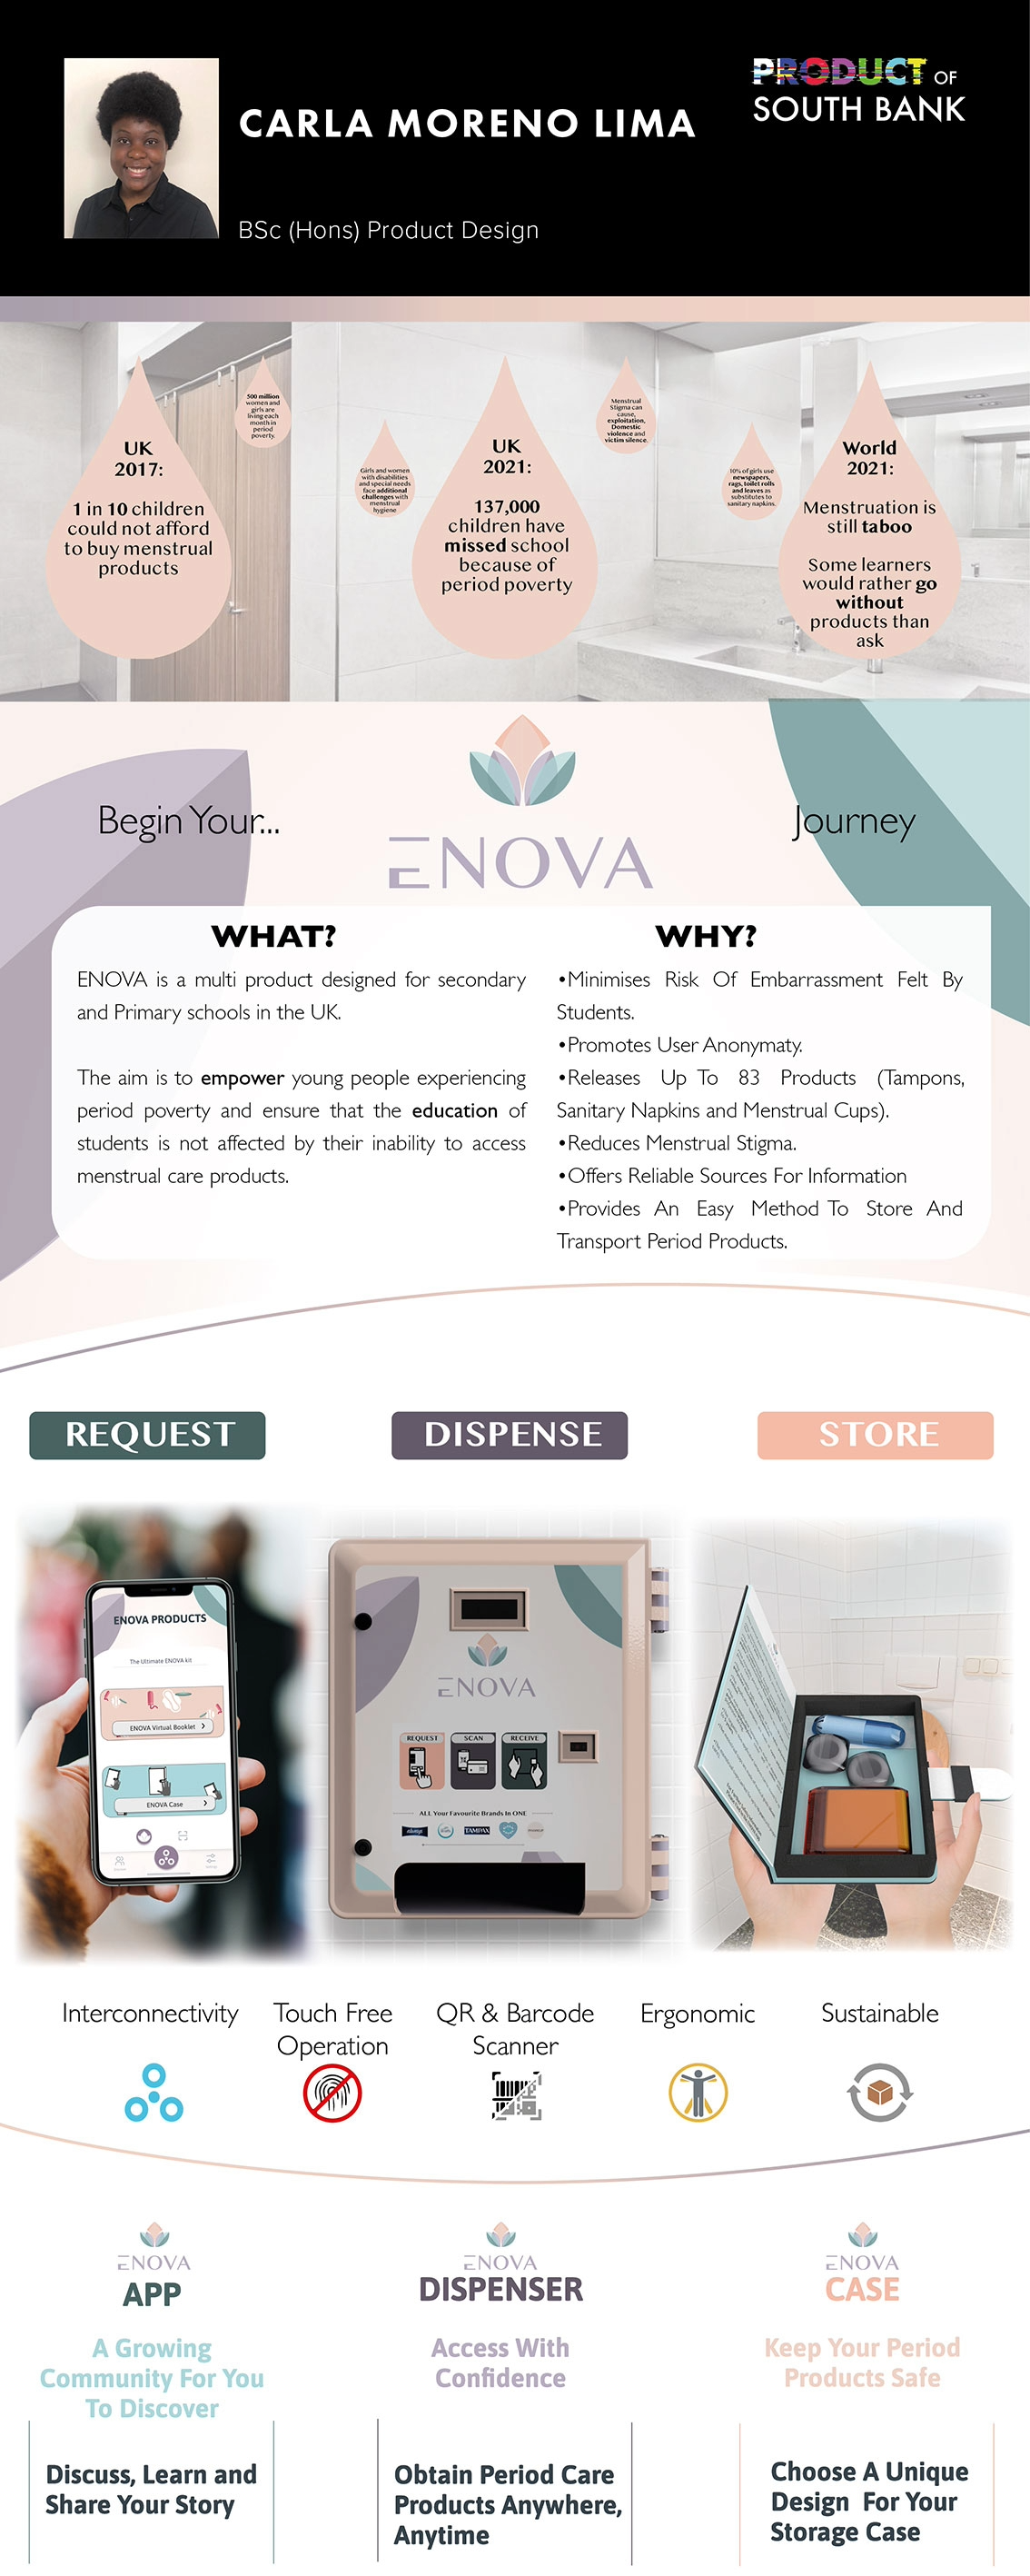 PRODUCT OF
SOUTH BANK
CARLA MORENO LIMA
BSc (Hons) Product Design
UK
2017:
1 in 10 children
could not afford
to buy menstrual
products
500 million
women and
girls are
living each
month in
period
poverty.
Girls and women
with disabilities
and special needs
face additional
challenges with
menstrual
hygiene
UK
2021:
137,000
children have
missed school
because of
period poverty
Menstrual
Stigma can
cause,
exploitation,
Domestic
violence and
victim silence.
10% of girls use
newspapers,
rags, toilet rolls
and leaves as
substitutes to
sanitary napkins.
World
2021:
Menstruation is
still taboo
Some learners
would rather go
without
products than
ask
Begin Your...
ENOVA
Journey
WHAT?
ENOVA is a multi product designed for secondary
and Primary schools in the UK.
The aim is to empower young people experiencing
period poverty and ensure that the education of
students is not affected by their inability to access
menstrual care products.
WHY?
•Minimises Risk Of Embarrassment Felt By
Students.
•Promotes User Anonymaty.
•Releases Up To 83 Products (Tampons,
Sanitary Napkins and Menstrual Cups).
•Reduces Menstrual Stigma.
•Offers Reliable Sources For Information
•Provides An Easy Method To Store And
Transport Period Products.
REQUEST
DISPENSE
STORE
ENOVA PRODUCTS
The Ultimate ENOVA kit
ENOVA Virtual Booklet >
ENOVA Case >
ENOVA
REQUEST
SCAN
RECEIVE
ALL Your Favourite Brands In ONE
always
TAMPAX
Interconnectivity
Touch Free
Operation
QR & Barcode
Scanner
Ergonomic
Sustainable
ENOVA
APP
A Growing
Community For You
To Discover
Discuss, Learn and
Share Your Story
ENOVA
DISPENSER
Access With
Confidence
Obtain Period Care
Products Anywhere,
Anytime
ENOVA
CASE
Keep Your Period
Products Safe
Choose A Unique
Design For Your
Storage Case